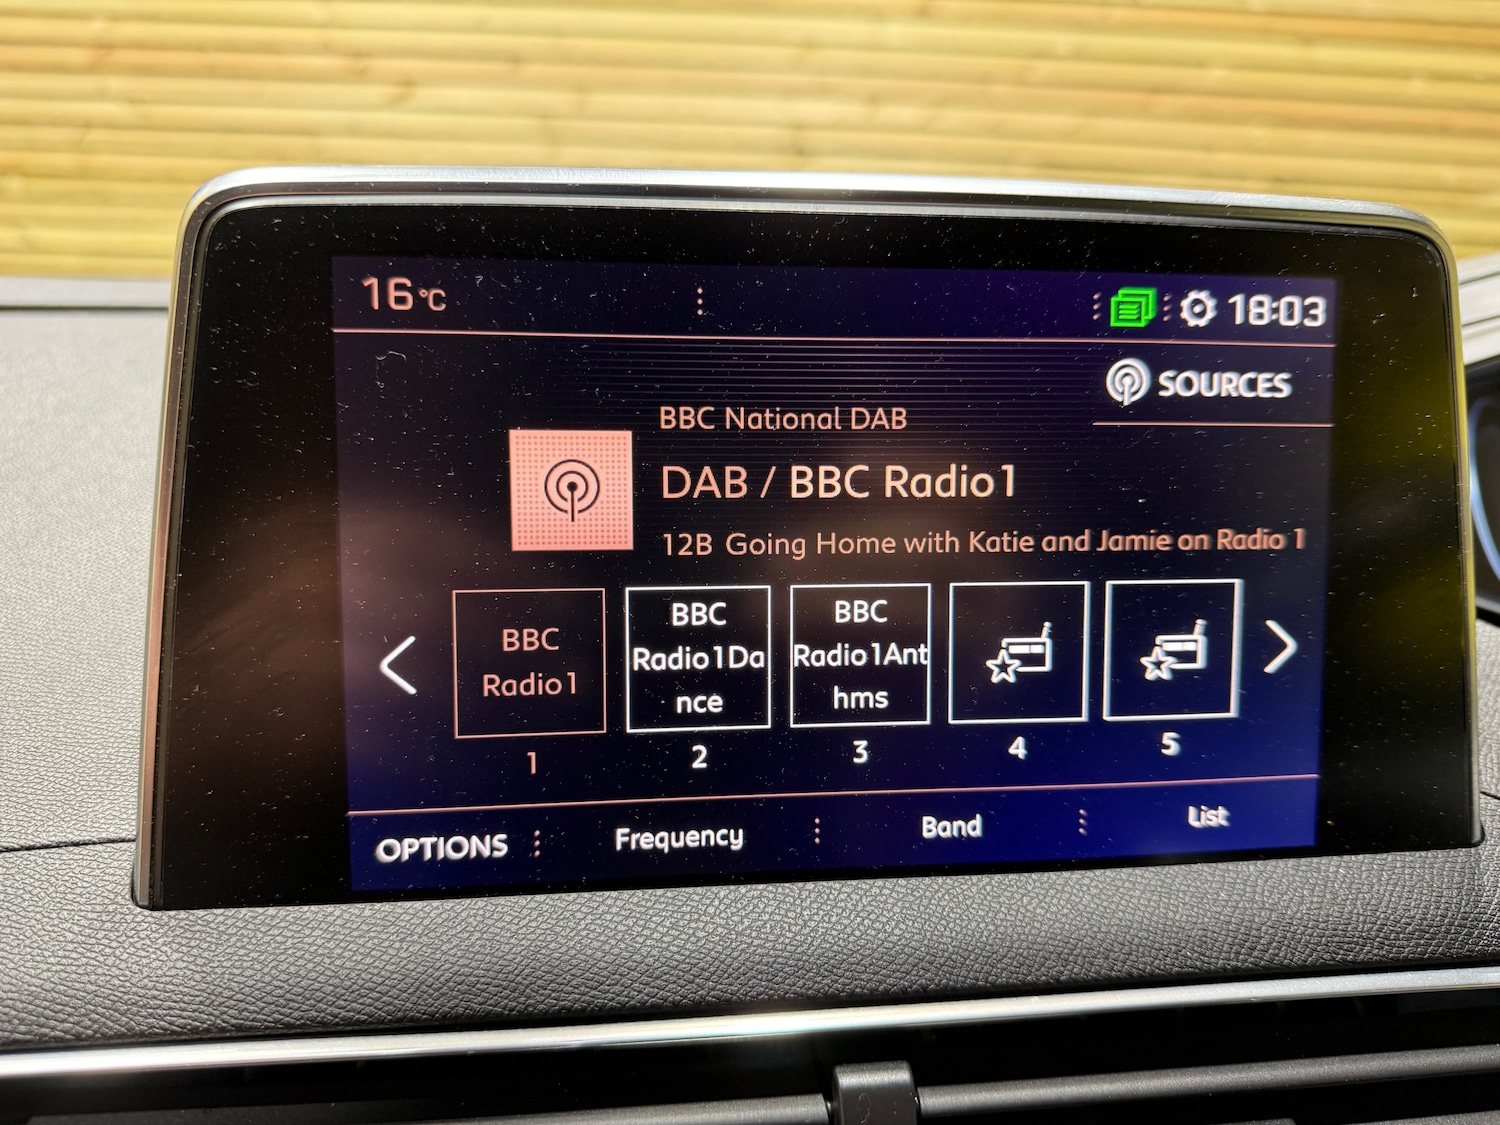 16°C
18:03
SOURCES
BBC National DAB
DAB / BBC Radio1
12B Going Home with Katie and Jamie on Radio 1
BBC
Radio1
BBC
Radio1Da
nce
BBC
Radio1Ant
hms
1
2
3
4
5
OPTIONS
Frequency
Band
List